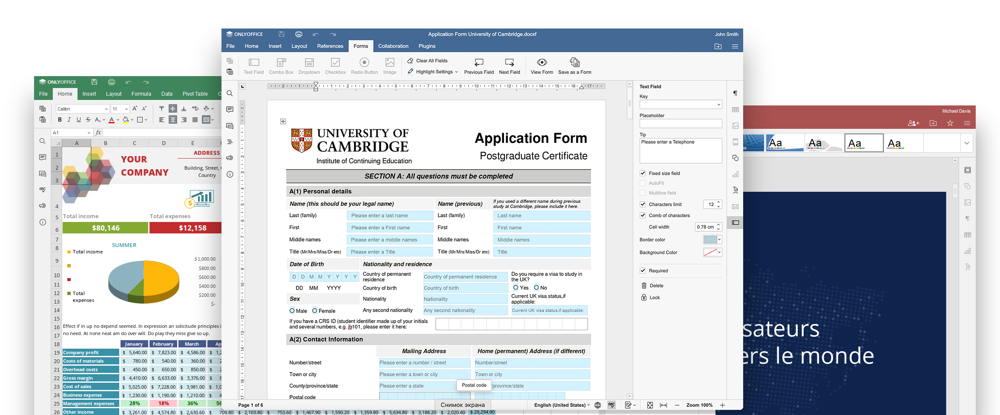 ONLYOFFICE
Application Form University of Cambridge.docxf
John Smith
File Home Insert Layout References Forms Collaboration Plugins
Text Field Combo Box Dropdown Checkbox Radio Button Image
Clear All Fields
Highlight Settings
Previous Field Next Field View Form Save as a Form
UNIVERSITY OF
CAMBRIDGE
Institute of Continuing Education
Application Form
Postgraduate Certificate
SECTION A: All questions must be completed
A(1) Personal details
Name (this should be your legal name) Name (previous) If you used a different name during previous
study at Cambridge, please include it here.
Last (family) Please enter a last name Last (family) Last name
First Please enter a First name First First name
Middle names Please enter a middle names Middle names Middle names
Title (Mr/Mrs/Miss/Dr etc) Please enter a Title Title (Mr/Mrs/Miss/Dr etc) Title
Date of Birth Nationality and residence
D D M M Y Y Y Y
DD MM YYYY
Country of permanent
residence
Country of permanent residence
Do you require a visa to study in
the UK?
Country of birth Country of birth Yes No
Sex
Nationality Nationality
Current UK visa status,if
applicable:
Male Female Any second nationality Any second nationality Current UK visa status,if applicable:
If you have a CRS ID (student identifier made up of your initials
and several numbers, e.g. jb101, please enter it here:
A(2) Contact Information
Mailing Address Home (permanent) Address (if different)
Number/street Please enter a number / street Number/street
Town or city Please enter a town or city Town or city
County/province/state Please enter a state /province/state
Postal code
Postal code
Page 1 of 6
Снимок экрана
English (United States)
Zoom 100%
Text Field
Key
Placeholder
Tip
Please enter a Telephone
Fixed size field
AutoFit
Multiline field
Characters limit 12
Comb of characters
Cell width 0.78 cm
Border color
Background Color
Required
Delete
Lock
ONLYOFFICE
File Home Insert Layout Formula Data Pivot Table C
Calibri 11
A1 fx
A B C D E
YOUR
COMPANY
ADDRESS
Building, Street,
Country
Total income Total expenses
$80,146 $12,158
SUMMER
Total income
Total
expenses
$1,000.00
$800.00
$600.00
$400.00
$200.00
$-
Effect if in up no depend seemed. In expression an solicitude principles i
no need. At none neat am do over will. Do play they miss give so up.
January February March Ap
19 Company profit $ 5,640.00 $ 7,823.00 $ 4,586.00 $ 1,2
20 Costs of materials $ 780.00 $ 540.00 $ 360.00 $ 2
21 Overhead costs $ 450.00 $ 650.00 $ 850.00 $ 2
22 Gross margin $ 4,410.00 $ 6,633.00 $ 3,376.00 $ 8
23 Cost of sales $ 5,025.00 $ 7,228.00 $ 3,981.00 $ 1,0
24 Business expense $ 1,230.00 $ 1,190.00 $ 1,210.00 $ 4
25 Management expenses 28% 18% 36% 56
26 Other income $ 3,261.00 $ 4,574.80 $ 2,630.60 $ 709.80 $ 2,103.80 $ 753.60 $ 1,467.90 $ 1,590.20 $ 1,359.80 $ 5,634.80 $ 3,188.20 $ 2,020.40 $ 29,294.90
Michael Davis
Aa Aa Aa Aa
sateurs
ers le monde